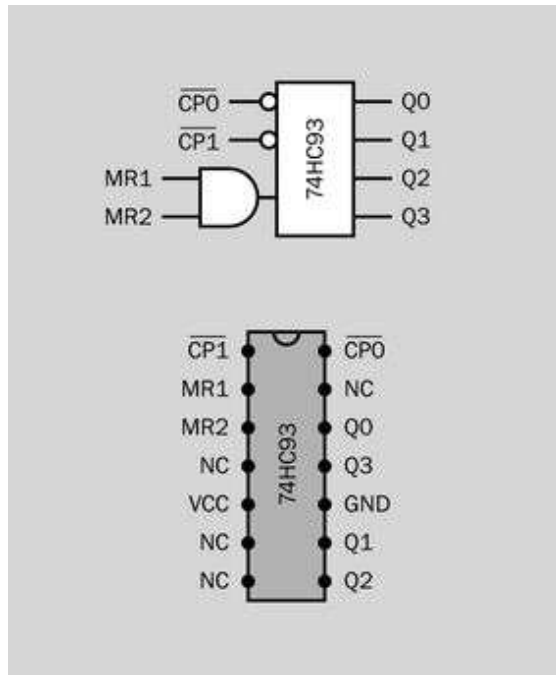 CP0 Q0
CP1 Q1
MR1 Q2
MR2 Q3
74HC93
CP1 CP0
MR1 NC
MR2 Q0
NC Q3
VCC GND
NC Q1
NC Q2
74HC93